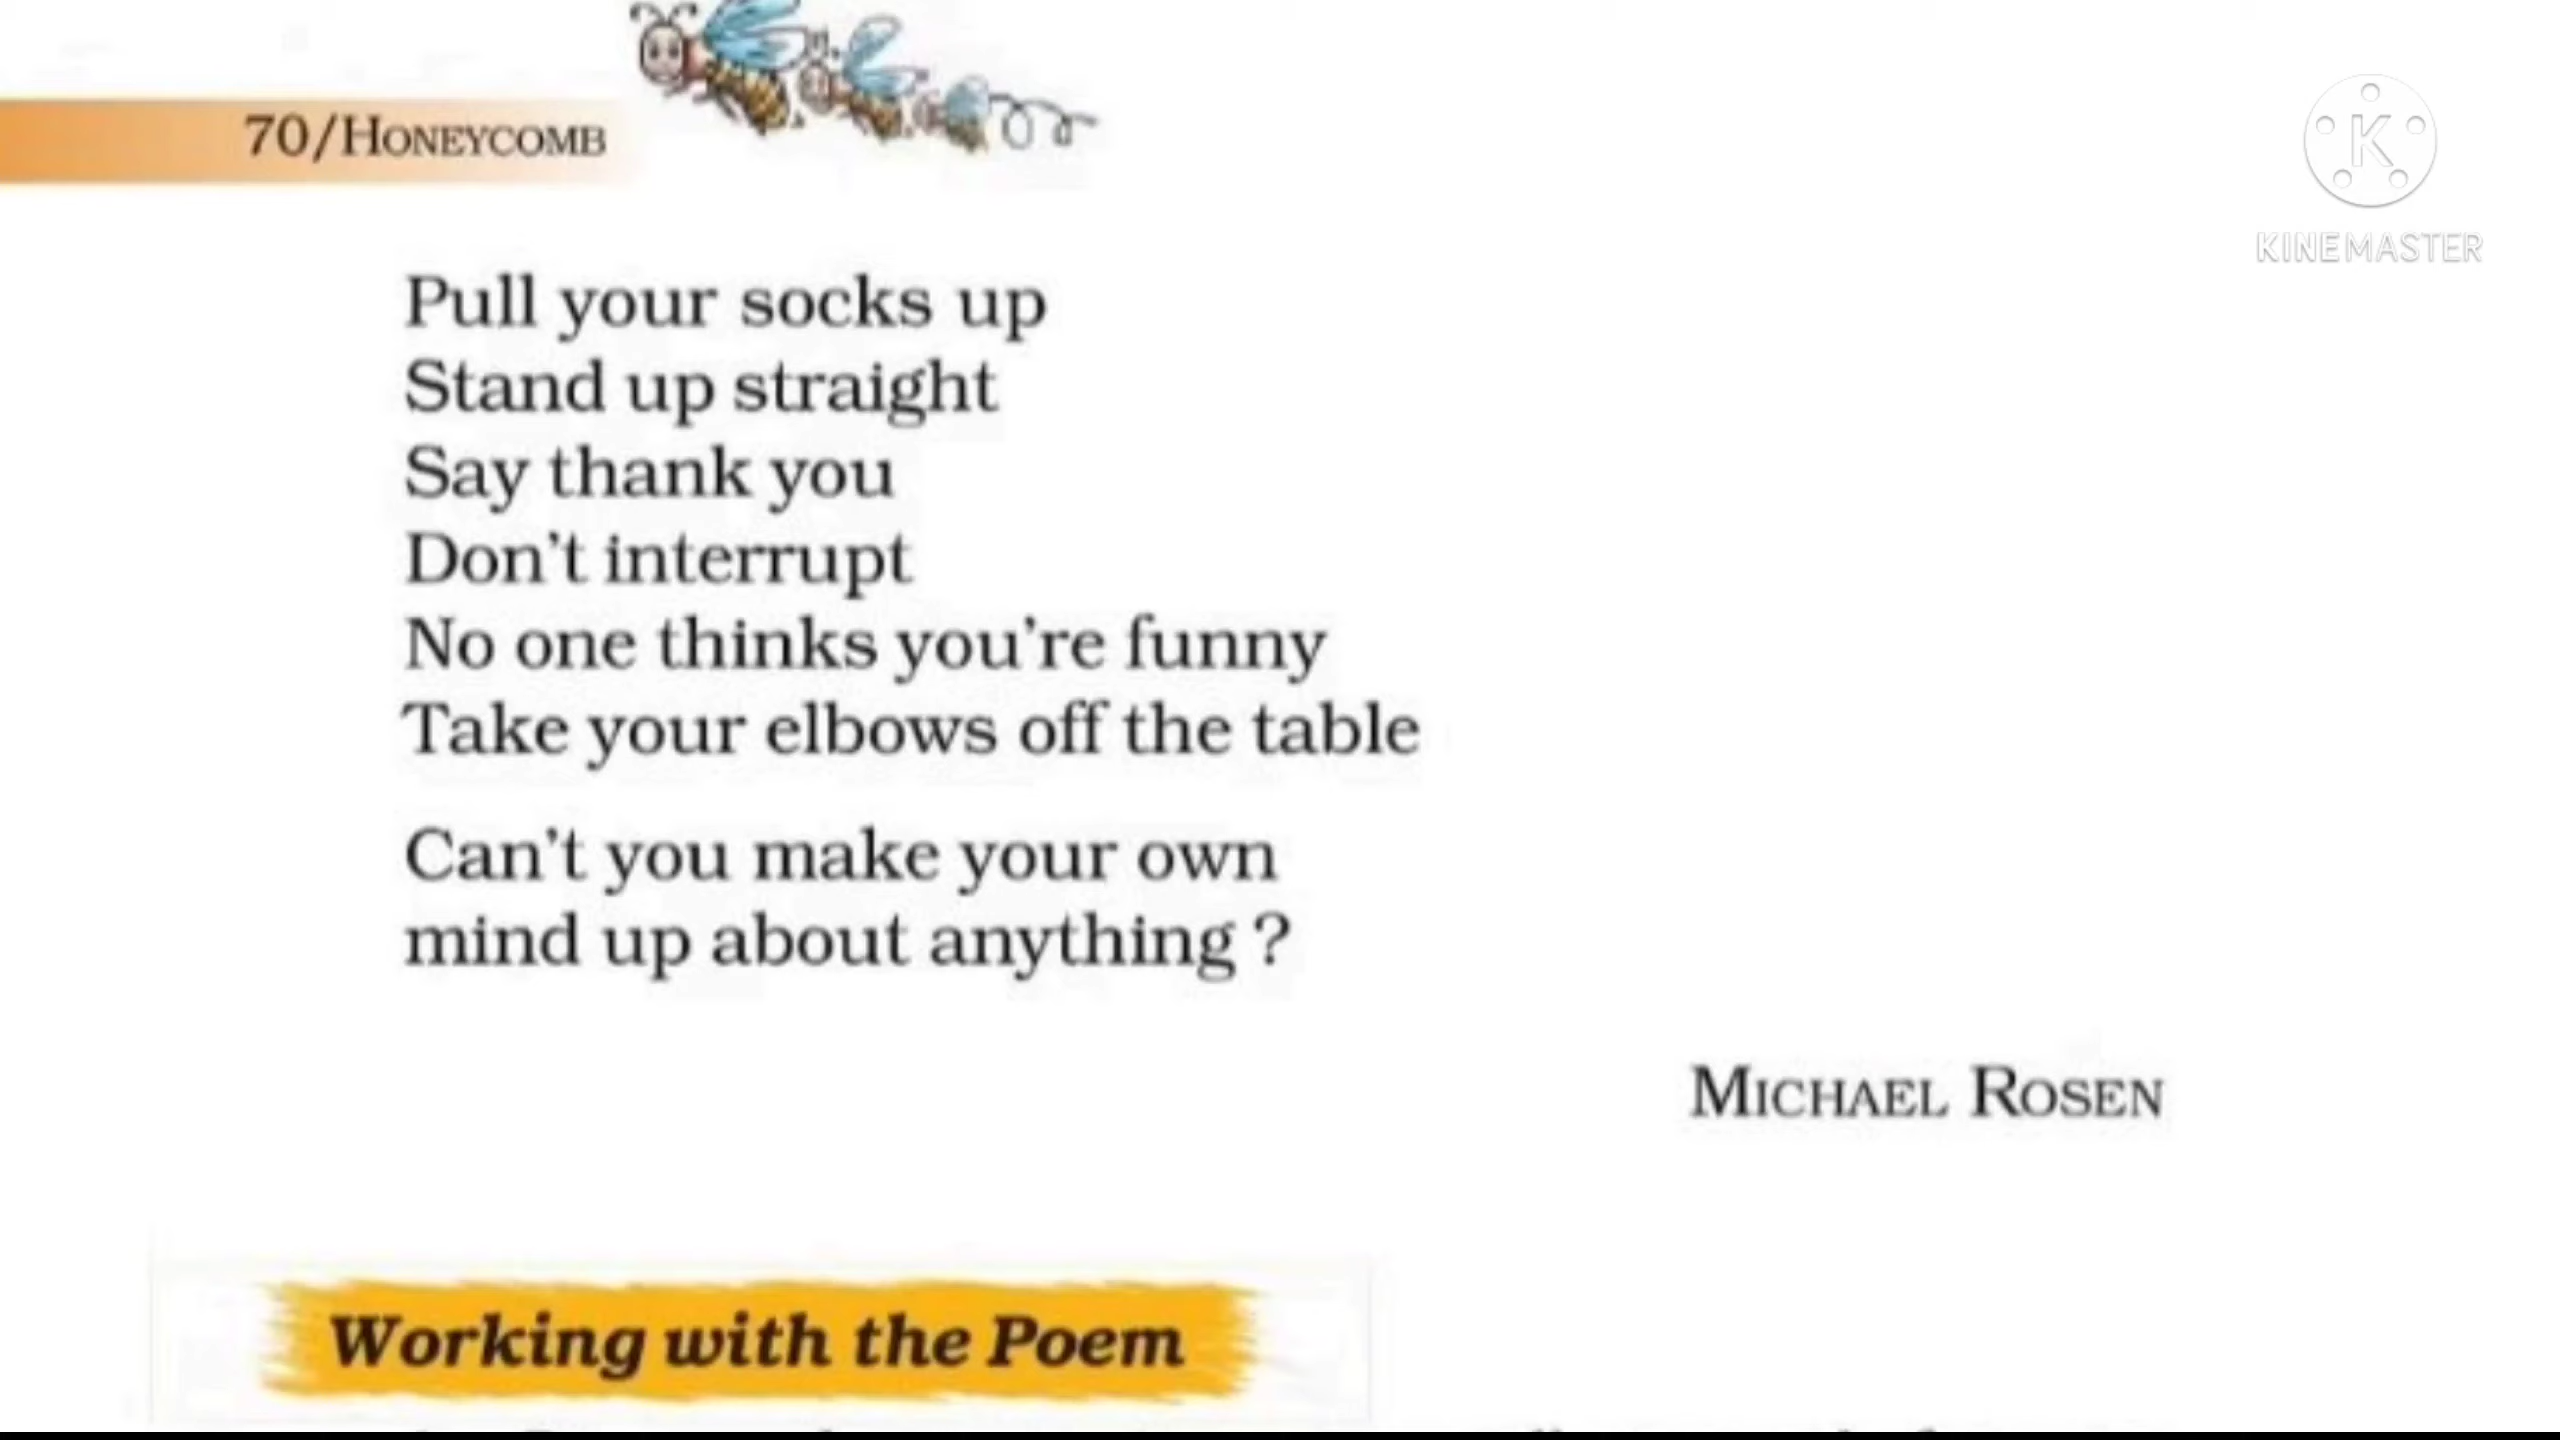 70/HONEYCOMB
KINEMASTER
Pull your socks up
Stand up straight
Say thank you
Don't interrupt
No one thinks you're funny
Take your elbows off the table
Can't you make your own
mind up about anything ?
MICHAEL ROSEN
Working with the Poem